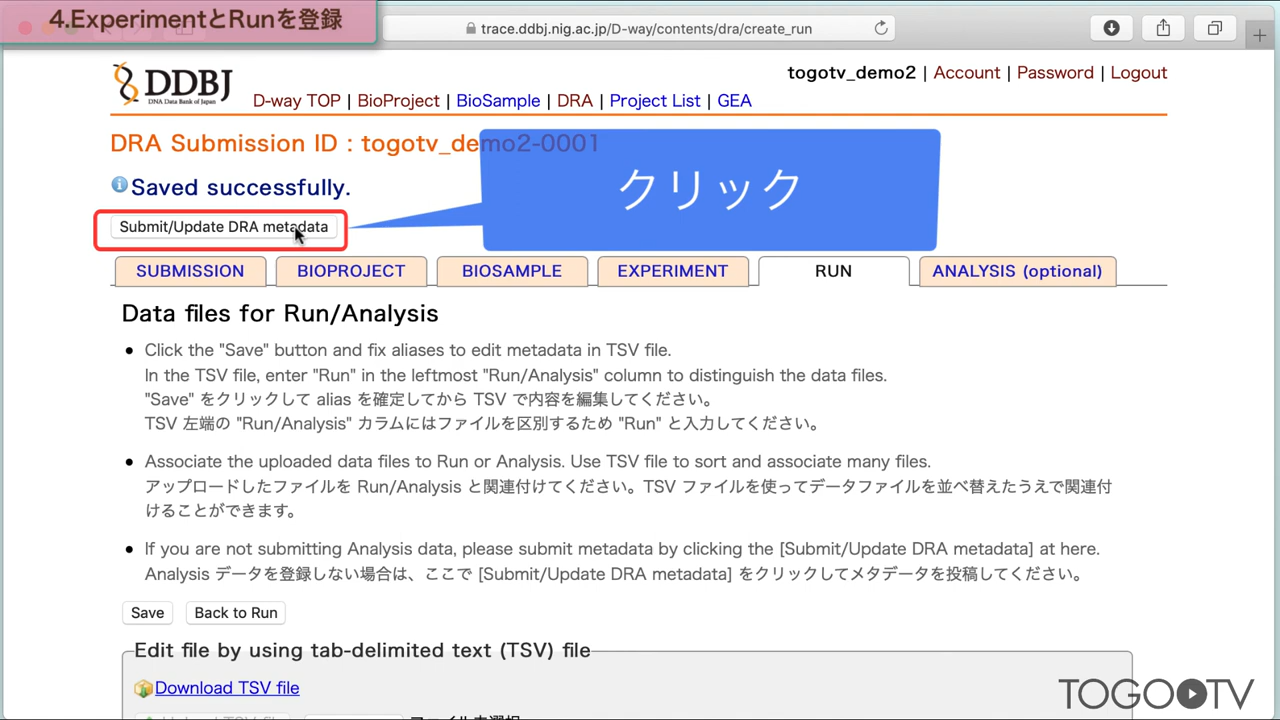 4.ExperimentとRunを登録
trace.ddbj.nig.ac.jp/D-way/contents/dra/create_run
DDBJ
DNA Data Bank of Japan
togotv_demo2 | Account | Password | Logout
D-way TOP | BioProject | BioSample | DRA | Project List | GEA
DRA Submission ID : togotv_demo2-0001
クリック
Saved successfully.
Submit/Update DRA metadata
SUBMISSION BIOPROJECT BIOSAMPLE EXPERIMENT RUN ANALYSIS (optional)
Data files for Run/Analysis
• Click the "Save" button and fix aliases to edit metadata in TSV file.
In the TSV file, enter "Run" in the leftmost "Run/Analysis" column to distinguish the data files.
"Save" をクリックして alias を確定してから TSV で内容を編集してください。
TSV 左端の "Run/Analysis" カラムにはファイルを区別するため "Run" と入力してください。
• Associate the uploaded data files to Run or Analysis. Use TSV file to sort and associate many files.
アップロードしたファイルを Run/Analysis と関連付けてください。TSV ファイルを使ってデータファイルを並べ替えたうえで関連付
けることができます。
• If you are not submitting Analysis data, please submit metadata by clicking the [Submit/Update DRA metadata] at here.
Analysis データを登録しない場合は、ここで [Submit/Update DRA metadata] をクリックしてメタデータを投稿してください。
Save Back to Run
Edit file by using tab-delimited text (TSV) file
Download TSV file
TOGOTV